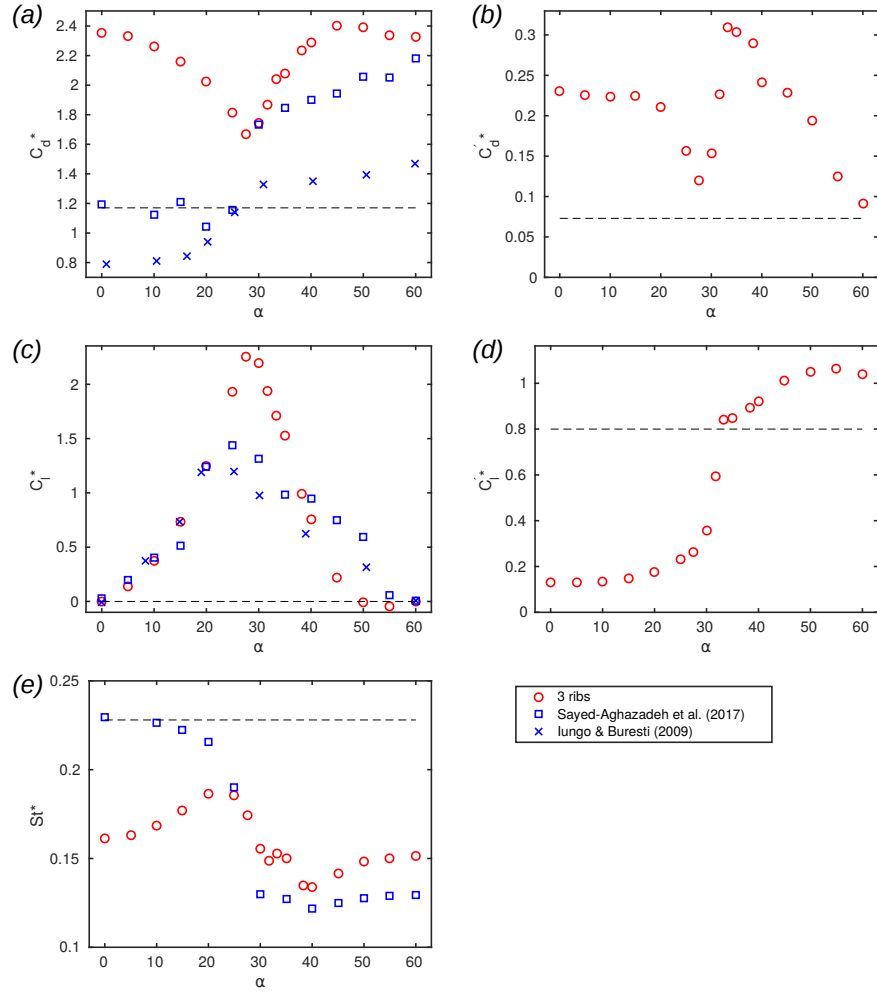 (a)
2.4
2.2
2
1.8
1.6
1.4
1.2
1
0.8
C_d^*
0 10 20 30 40 50 60
α
(b)
0.3
0.25
0.2
0.15
0.1
0.05
0
C_d^'*
0 10 20 30 40 50 60
α
(c)
2
1.5
1
0.5
0
C_l^*
0 10 20 30 40 50 60
α
(d)
1
0.8
0.6
0.4
0.2
0
C_l^'*
0 10 20 30 40 50 60
α
(e)
0.25
0.2
0.15
0.1
St*
0 10 20 30 40 50 60
α
3 ribs
Sayed-Aghazadeh et al. (2017)
Iungo & Buresti (2009)